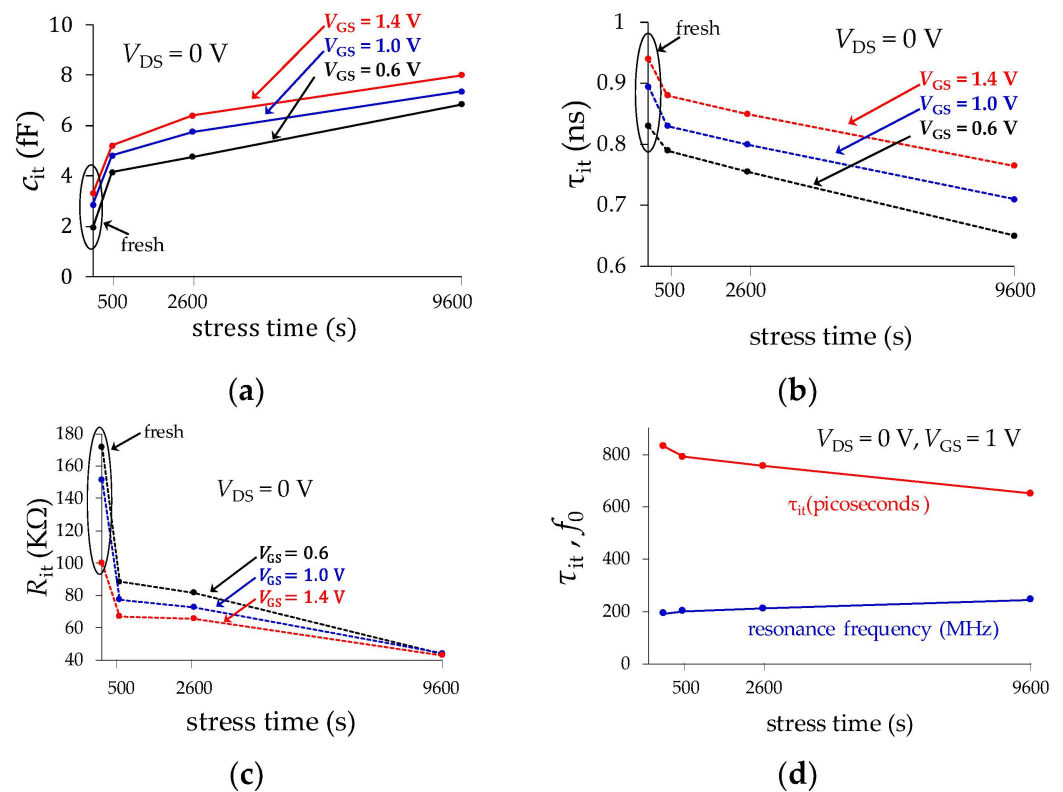 V_GS = 1.4 V
V_GS = 1.0 V
V_GS = 0.6 V
V_DS = 0 V
fresh
10
8
6
4
2
0
c_it (fF)
500 2600 9600
stress time (s)
(a)
1
0.9
0.8
0.7
0.6
τ_it (ns)
fresh
V_DS = 0 V
V_GS = 1.4 V
V_GS = 1.0 V
V_GS = 0.6 V
500 2600 9600
stress time (s)
(b)
180
160
140
120
100
80
60
40
R_it (KΩ)
fresh
V_DS = 0 V
V_GS = 0.6
V_GS = 1.0 V
V_GS = 1.4 V
500 2600 9600
stress time (s)
(c)
V_DS = 0 V, V_GS = 1 V
800
600
400
200
0
τ_it , f_0
τ_it(picoseconds )
resonance frequency (MHz)
500 2600 9600
stress time (s)
(d)